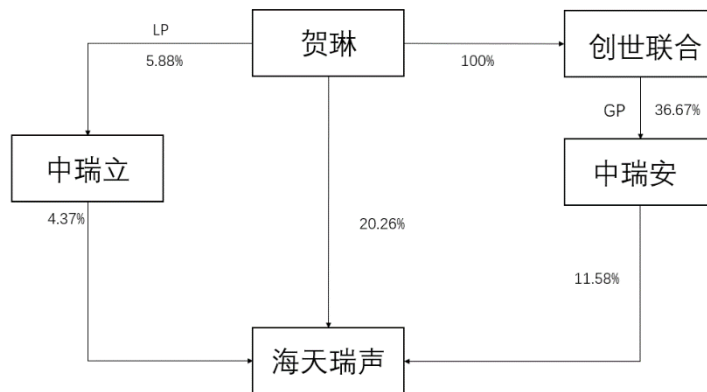 LP
贺琳
创世联合
5.88%
100%
GP
36.67%
中瑞立
中瑞安
4.37%
20.26%
11.58%
海天瑞声